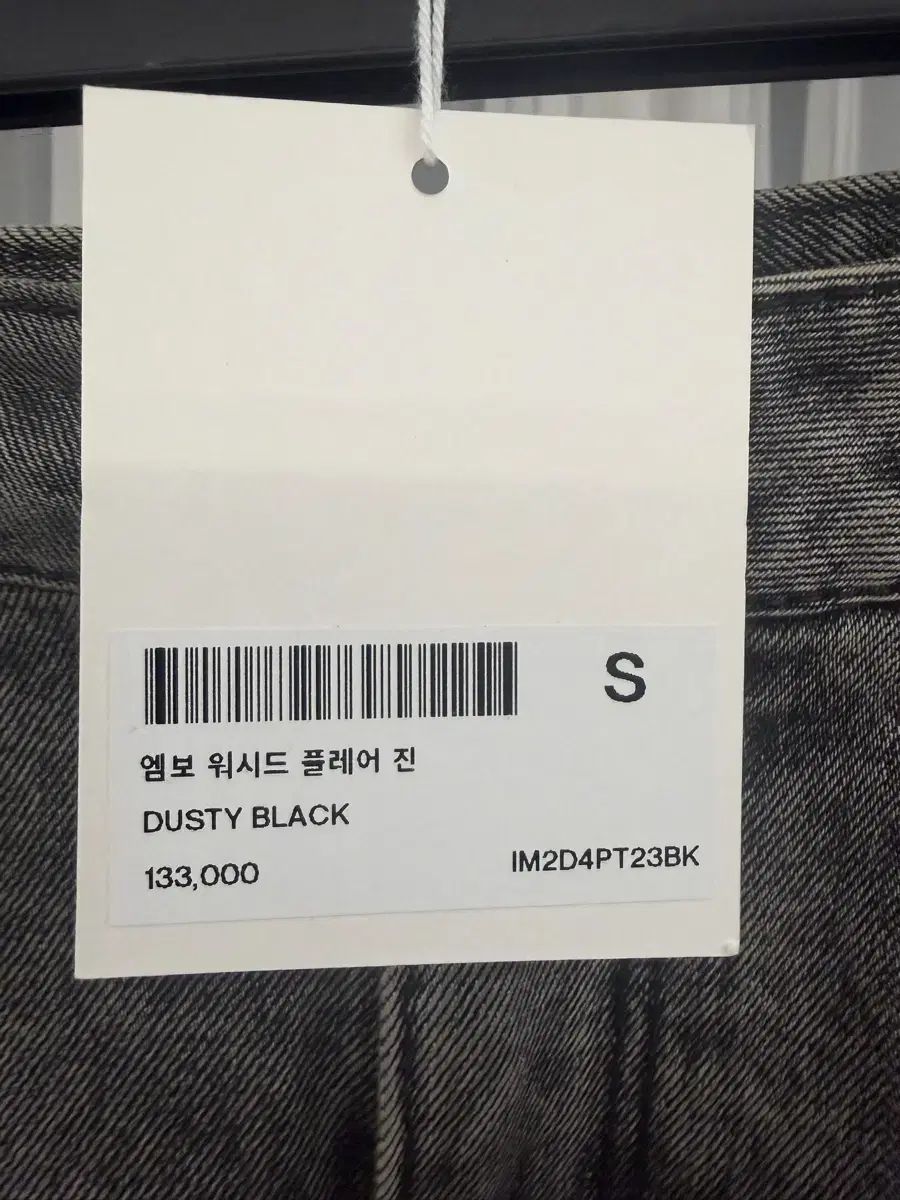 S
엠보 워시드 플레어 진
DUSTY BLACK
133,000
IM2D4PT23BK